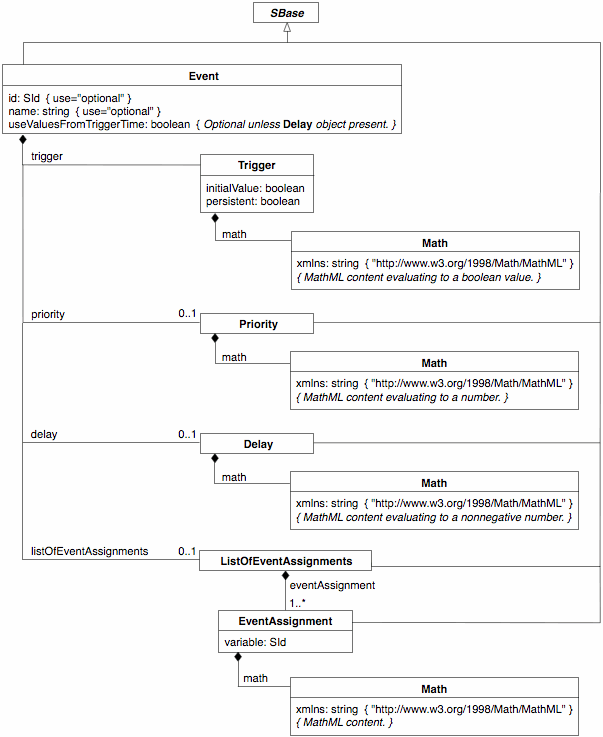 SBase
Event
id: SId { use="optional" }
name: string { use="optional" }
useValuesFromTriggerTime: boolean { Optional unless Delay object present. }
trigger
Trigger
initialValue: boolean
persistent: boolean
math
Math
xmlns: string { "http://www.w3.org/1998/Math/MathML" }
{ MathML content evaluating to a boolean value. }
priority
0..1
Priority
math
Math
xmlns: string { "http://www.w3.org/1998/Math/MathML" }
{ MathML content evaluating to a number. }
delay
0..1
Delay
math
Math
xmlns: string { "http://www.w3.org/1998/Math/MathML" }
{ MathML content evaluating to a nonnegative number. }
listOfEventAssignments
0..1
ListOfEventAssignments
eventAssignment
1..*
EventAssignment
variable: SId
math
Math
xmlns: string { "http://www.w3.org/1998/Math/MathML" }
{ MathML content. }